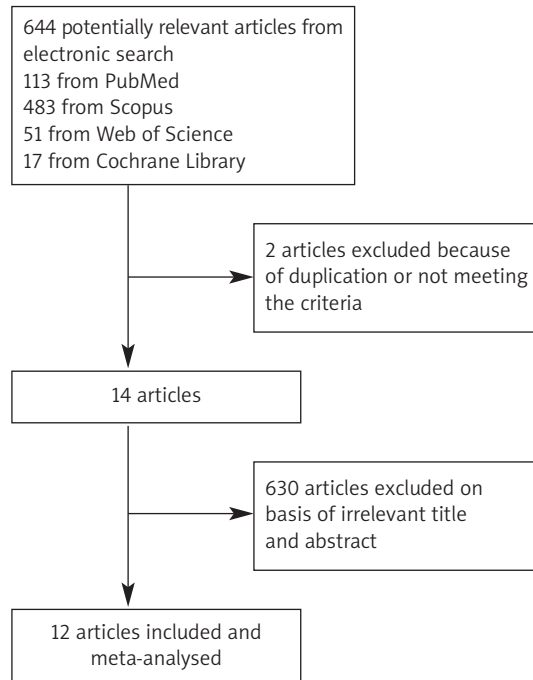 644 potentially relevant articles from
electronic search
113 from PubMed
483 from Scopus
51 from Web of Science
17 from Cochrane Library
2 articles excluded because
of duplication or not meeting
the criteria
14 articles
630 articles excluded on
basis of irrelevant title
and abstract
12 articles included and
meta-analysed